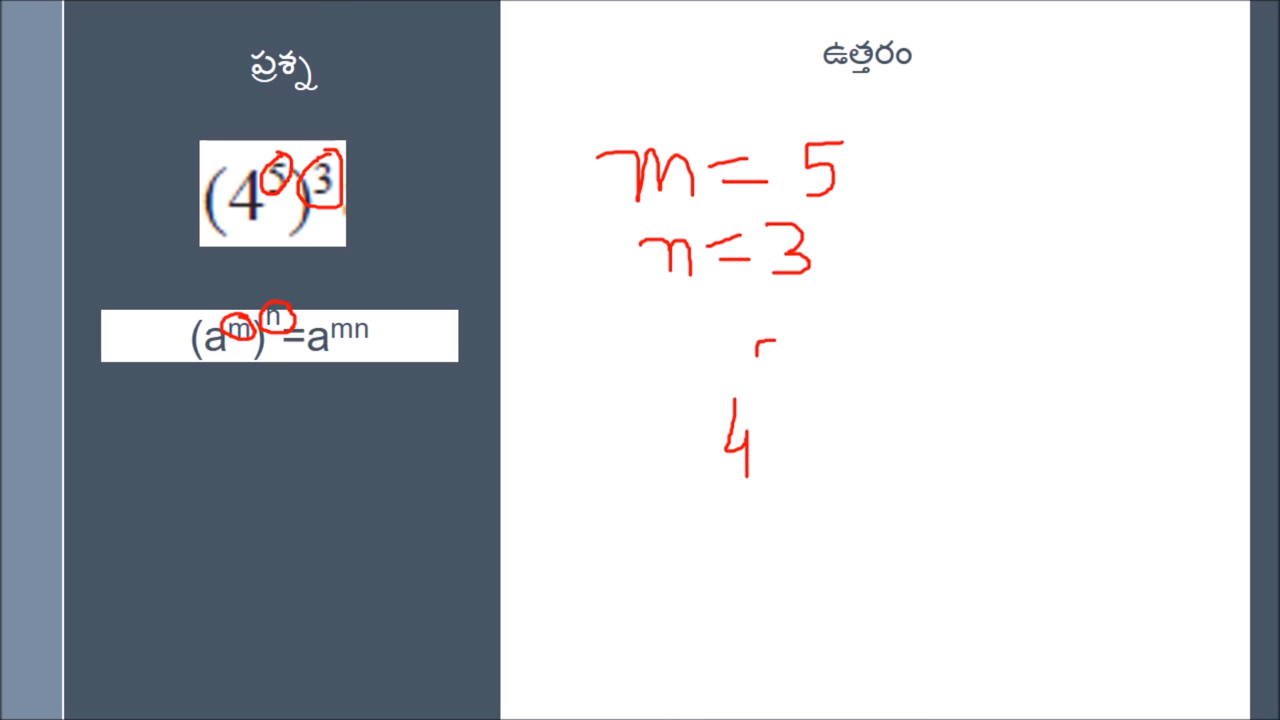 ప్రశ్న
(4⁵)³
(aᵐ)ⁿ=aᵐⁿ
ఉత్తరం
m = 5
n = 3
4